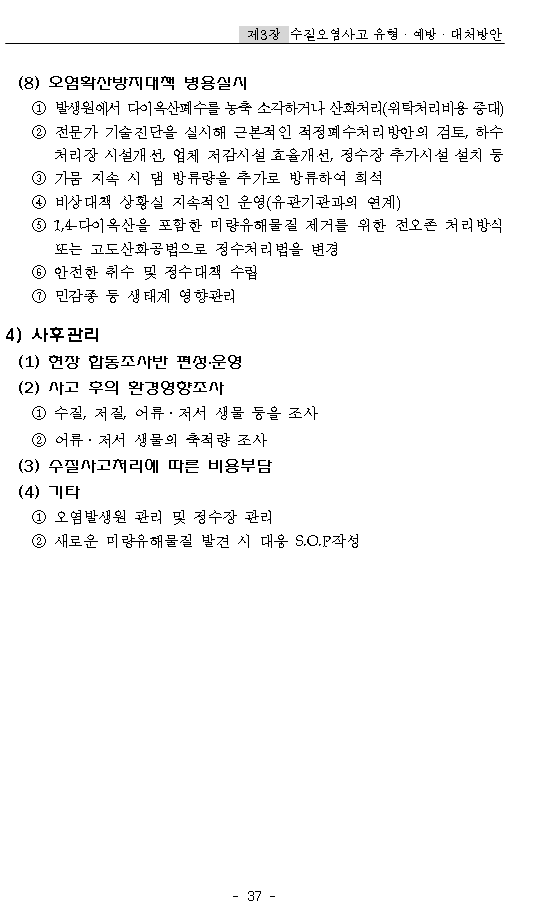 제3장 수질오염사고 유형 · 예방 · 대처방안
(8) 오염확산방지대책 병용실시
① 발생원에서 다이옥산폐수를 농축 소각하거나 산화처리(위탁처리비용 증대)
② 전문가 기술진단을 실시해 근본적인 적정폐수처리방안의 검토, 하수
처리장 시설개선, 업체 저감시설 효율개선, 정수장 추가시설 설치 등
③ 가뭄 지속 시 댐 방류량을 추가로 방류하여 희석
④ 비상대책 상황실 지속적인 운영(유관기관과의 연계)
⑤ 1,4-다이옥산을 포함한 미량유해물질 제거를 위한 전오존 처리방식
또는 고도산화공법으로 정수처리법을 변경
⑥ 안전한 취수 및 정수대책 수립
⑦ 민감종 등 생태계 영향관리
4) 사후관리
(1) 현장 합동조사반 편성·운영
(2) 사고 후의 환경영향조사
① 수질, 저질, 어류 · 저서 생물 등을 조사
② 어류 · 저서 생물의 축적량 조사
(3) 수질사고처리에 따른 비용부담
(4) 기타
① 오염발생원 관리 및 정수장 관리
② 새로운 미량유해물질 발견 시 대응 S.O.P작성
- 37 -